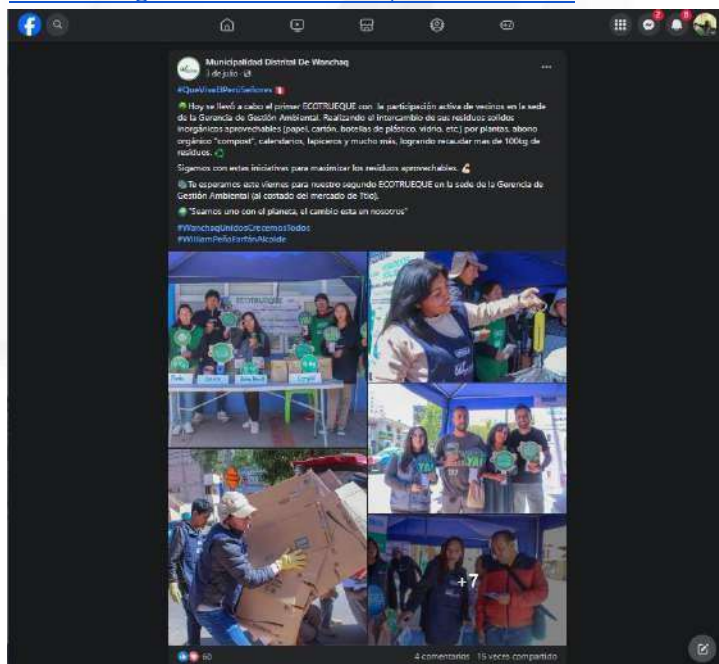 Municipalidad Distrital De Wanchaq
3 de julio
#QueVivaElPerúSeñores
Hoy se llevó a cabo el primer ECOTRUEQUE con la participación activa de vecinos en la sede
de la Gerencia de Gestión Ambiental. Realizando el intercambio de sus residuos solidos
inorgánicos aprovechables (papel, cartón, botellas de plástico, vidrio, etc) por plantas, abono
orgánico "compost", calendarios, lapiceros y mucho más, logrando recaudar mas de 100kg de
residuos.
Sigamos con estas iniciativas para maximizar los residuos aprovechables.
Te esperamos este viernes para nuestro segundo ECOTRUEQUE en la sede de la Gerencia de
Gestión Ambiental (al costado del mercado de Ttio).
"Seamos uno con el planeta, el cambio esta en nosotros"
#WanchaqUnidosCrecemosTodos
#WilliamPeñaFarfánAlcalde
ECOTRUEQUE
YA!
+7
60
4 comentarios 15 veces compartido